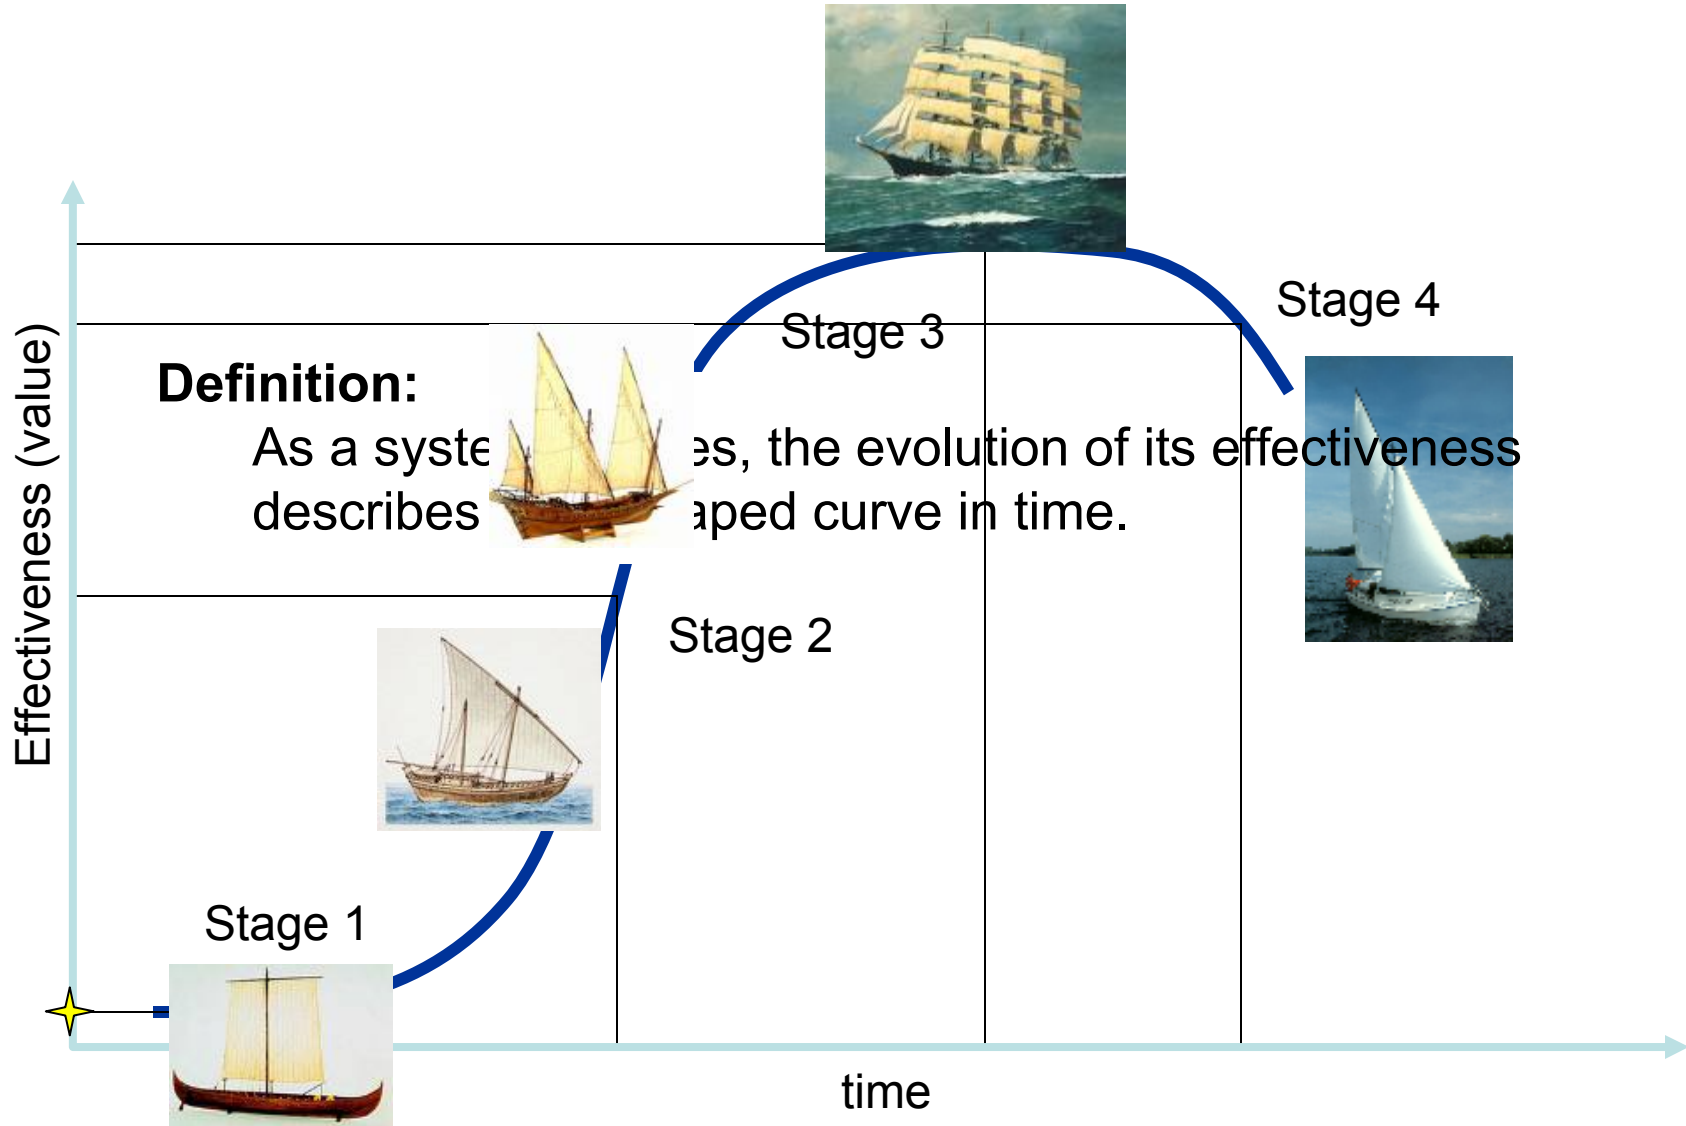 Stage 4
Stage 3
Definition:
As a syste es, the evolution of its effectiveness
describes aped curve in time.
Effectiveness (value)
Stage 2
Stage 1
time